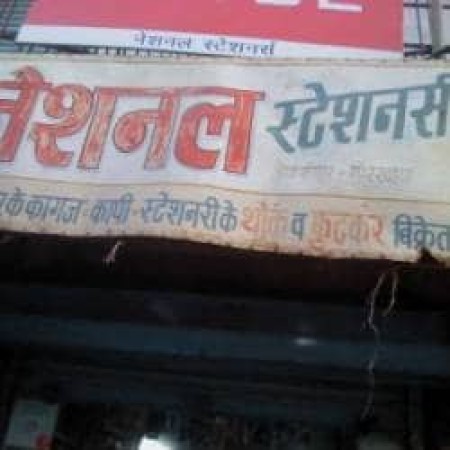 नेशनल स्टेशनर्स
नेशनल स्टेशनर्स
के कागज-कापी-स्टेशनरी के थोक व फुटकर विक्रेता